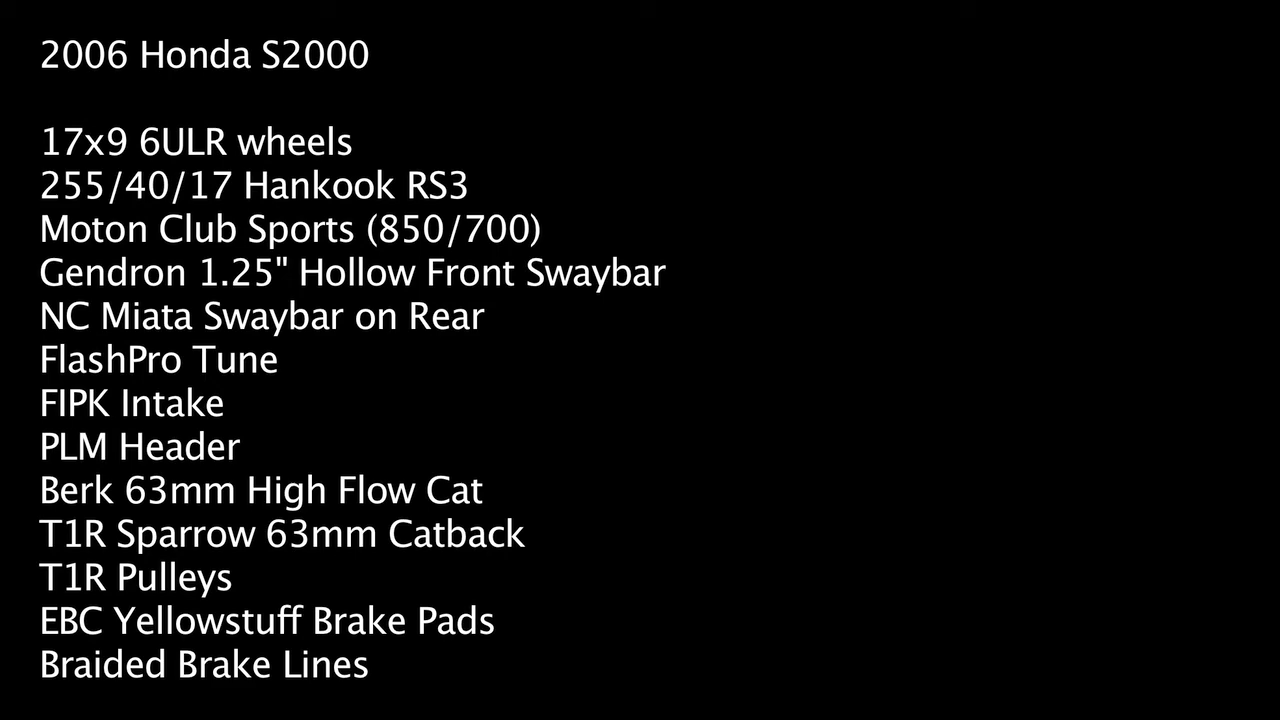 2006 Honda S2000
17x9 6ULR wheels
255/40/17 Hankook RS3
Moton Club Sports (850/700)
Gendron 1.25" Hollow Front Swaybar
NC Miata Swaybar on Rear
FlashPro Tune
FIPK Intake
PLM Header
Berk 63mm High Flow Cat
T1R Sparrow 63mm Catback
T1R Pulleys
EBC Yellowstuff Brake Pads
Braided Brake Lines